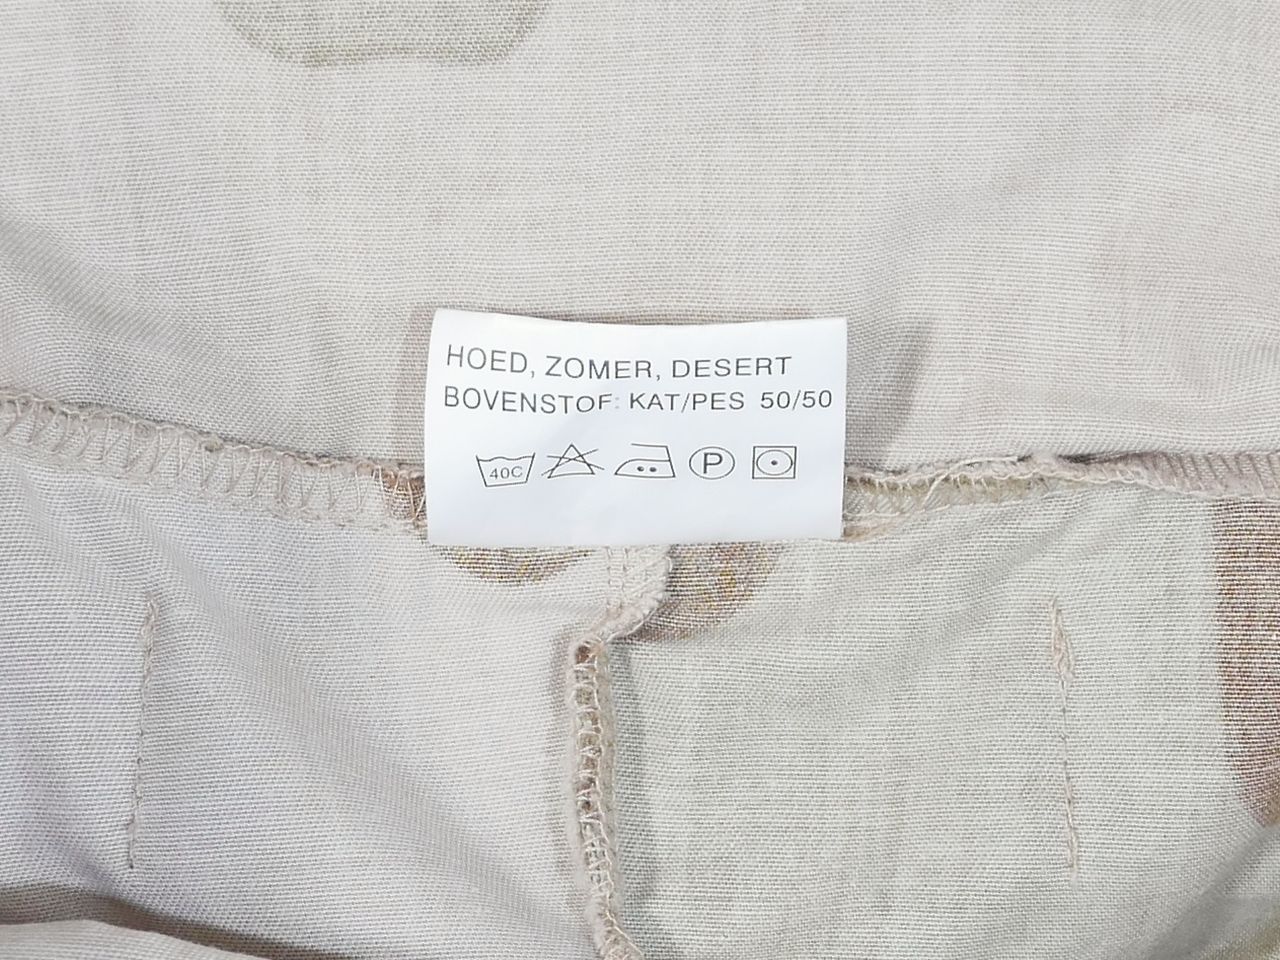 HOED, ZOMER, DESERT
BOVENSTOF: KAT/PES 50/50
40C P